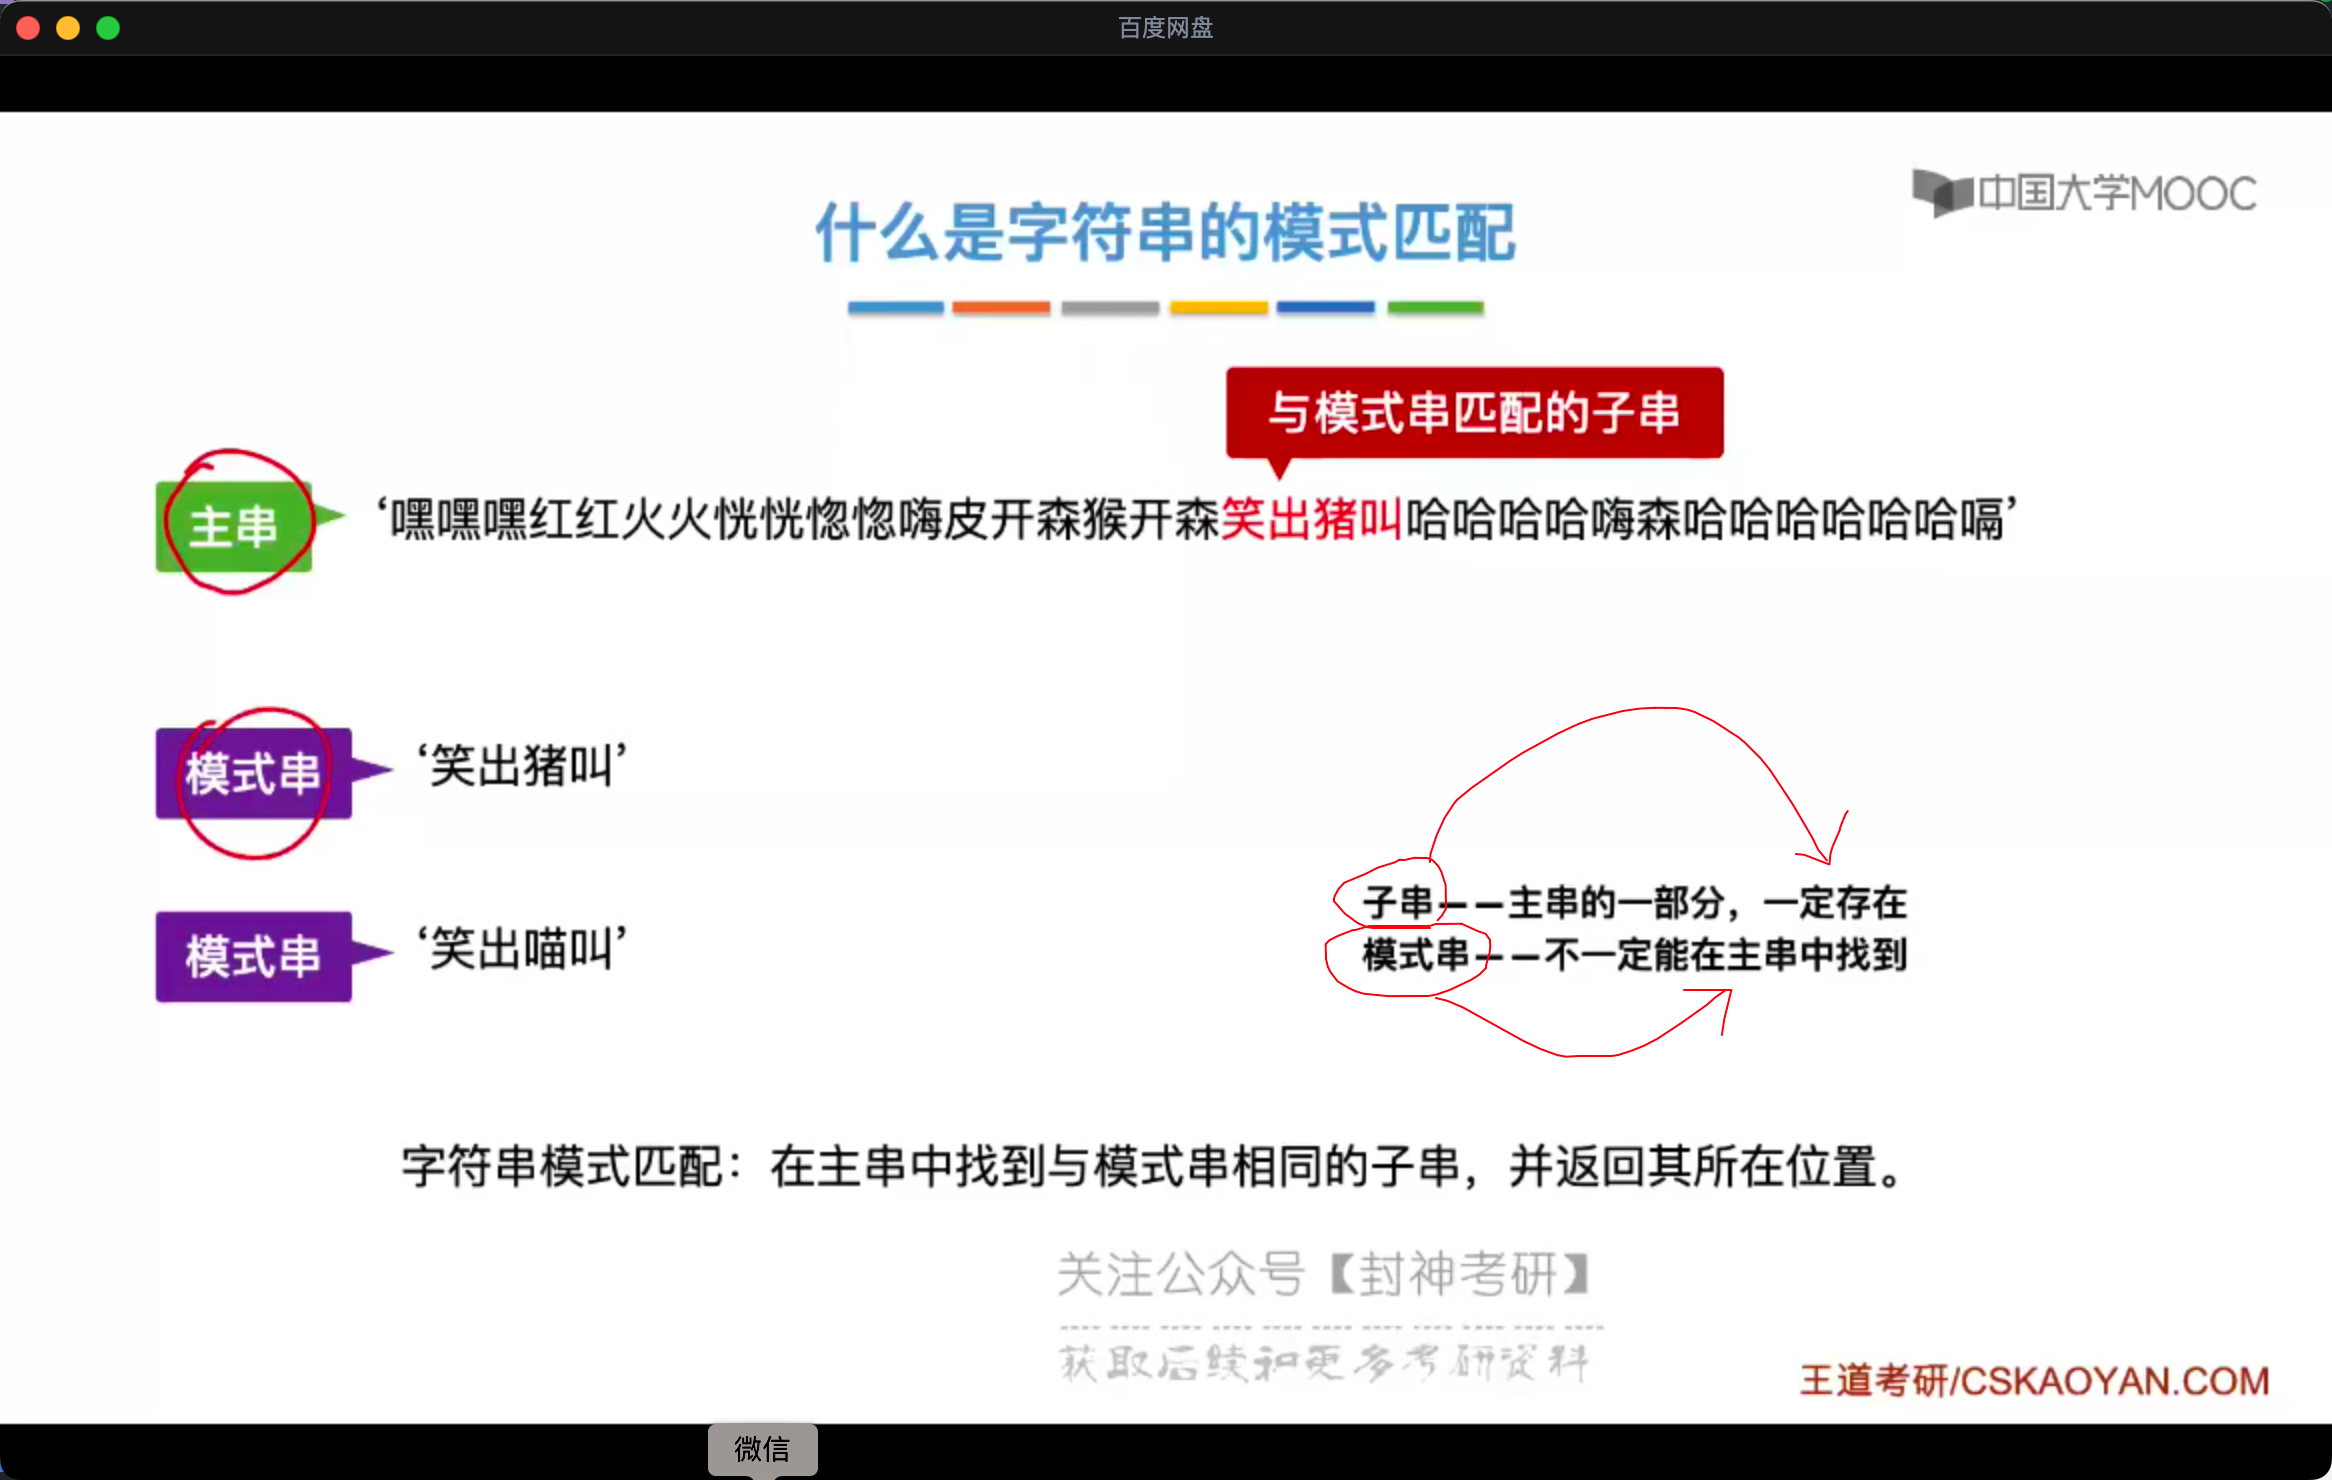 百度网盘
中国大学MOOC
什么是字符串的模式匹配
与模式串匹配的子串
主串
‘嘿嘿嘿红红火火恍恍惚惚嗨皮开森猴开森笑出猪叫哈哈哈哈嗨森哈哈哈哈哈哈嗝’
模式串
‘笑出猪叫’
子串——主串的一部分，一定存在
模式串——不一定能在主串中找到
模式串
‘笑出喵叫’
字符串模式匹配：在主串中找到与模式串相同的子串，并返回其所在位置。
关注公众号【封神考研】
获取后续和更多考研资料
王道考研/CSKAOYAN.COM
微信